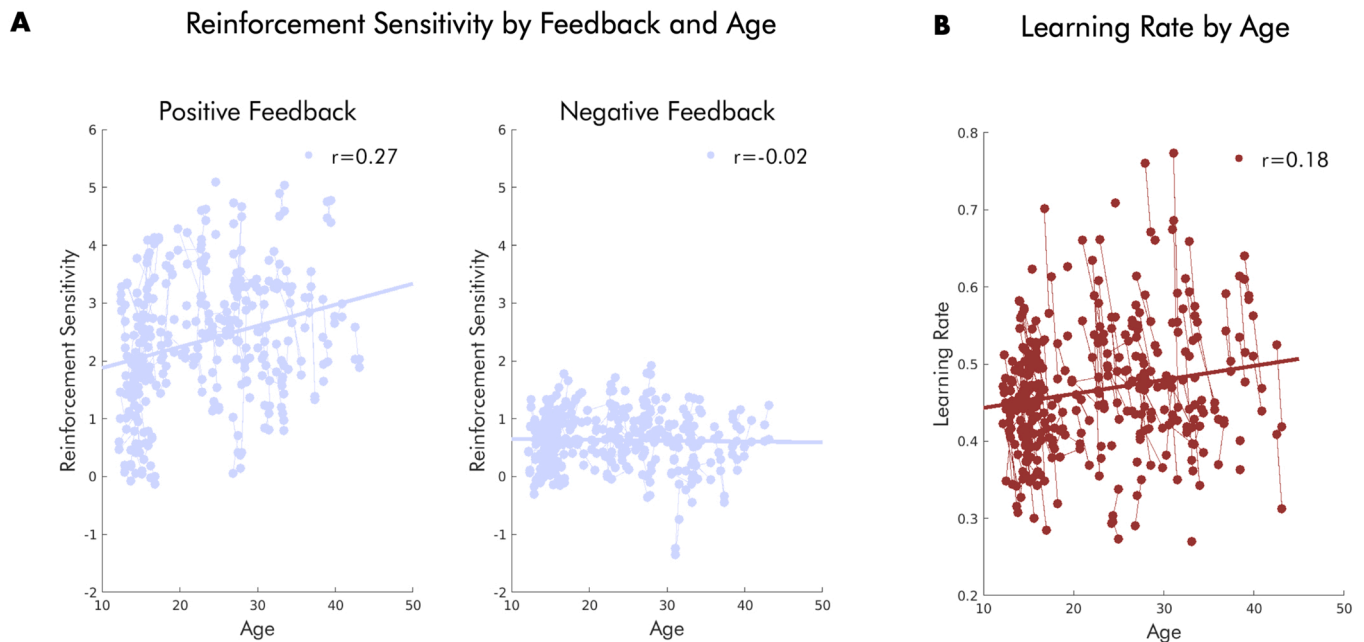 A
Reinforcement Sensitivity by Feedback and Age
Positive Feedback
6
5
4
3
2
1
0
-1
-2
Reinforcement Sensitivity
r=0.27
10
20
30
40
50
Age
Negative Feedback
6
5
4
3
2
1
0
-1
-2
Reinforcement Sensitivity
r=-0.02
10
20
30
40
50
Age
B
Learning Rate by Age
0.8
0.7
0.6
0.5
0.4
0.3
0.2
Learning Rate
r=0.18
10
20
30
40
50
Age